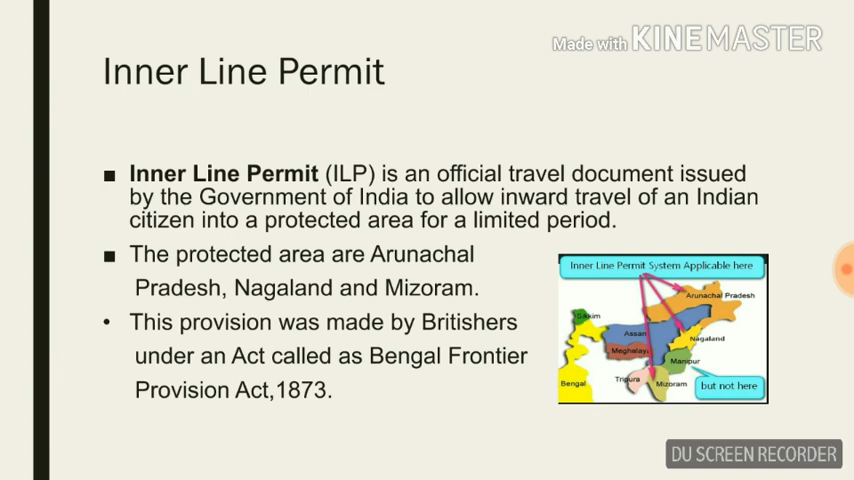 Made with KINEMASTER
Inner Line Permit
■ Inner Line Permit (ILP) is an official travel document issued
by the Government of India to allow inward travel of an Indian
citizen into a protected area for a limited period.
■ The protected area are Arunachal
Pradesh, Nagaland and Mizoram.
• This provision was made by Britishers
under an Act called as Bengal Frontier
Provision Act,1873.
Inner Line Permit System Applicable here
Arunachal Pradesh
Sikkim
Assan
Nagaland
Meghalay
Manipur
Tripura
Mizoram
Bengal
but not here
DU SCREEN RECORDER